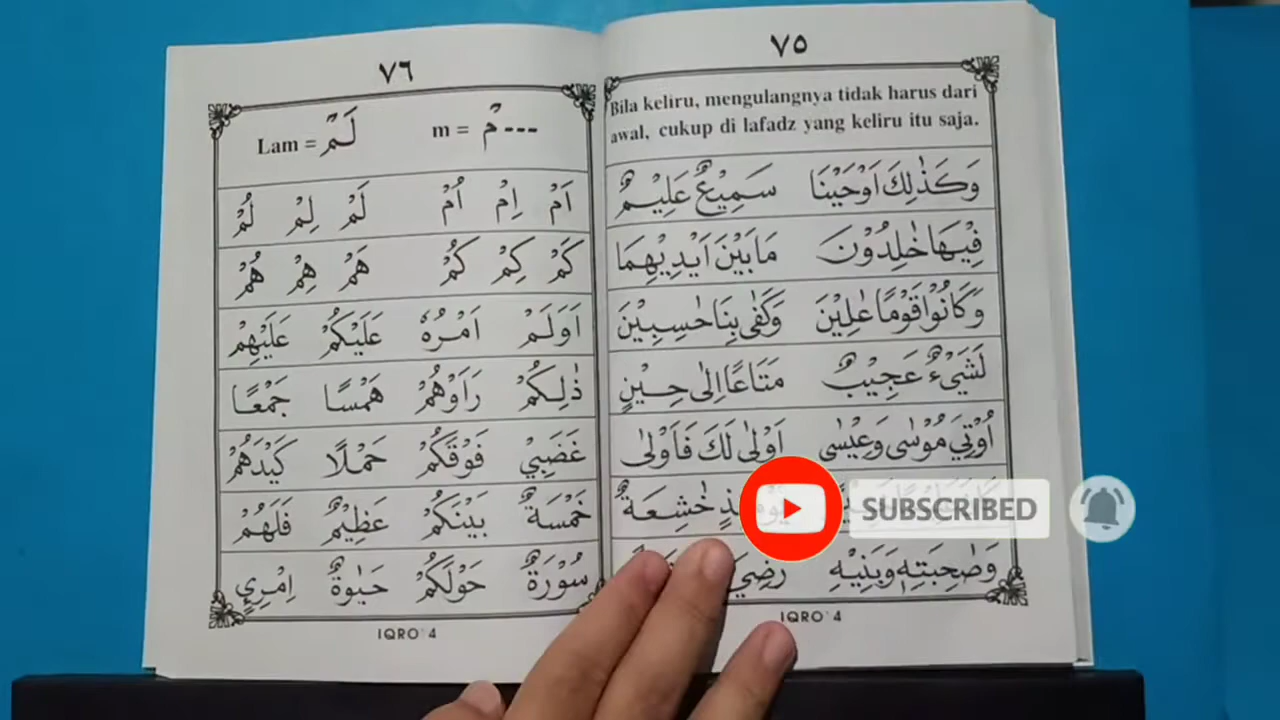 ٧٥
Bila keliru, mengulangnya tidak harus dari
awal, cukup di lafadz yang keliru itu saja.
وَكَذٰلِكَ اَوْحَيْنَا سَمِيْعٌ عَلِيْمٌ
فِيْهَا خٰلِدُوْنَ مَا بَيْنَ اَيْدِيْهِمَا
وَكَانُوْا قَوْمًا عَالِيْنَ وَكَفٰى بِنَا حٰسِبِيْنَ
لَشَيْءٌ عَجِيْبٌ مَتَاعًا اِلٰى حِيْنٍ
اُوْتِيَ مُوْسٰى وَعِيْسٰى اَوْلٰى لَكَ فَاَوْلٰى
خٰشِعَةٌ
وَصَاحِبَتِهٖ وَبَنِيْهِ رَضِيَ
IQRO' 4
٧٦
---مْ = m لَمْ = Lam
اَمْ اِمْ اُمْ لَمْ لِمْ لُمْ
كَمْ كِمْ كُمْ هَمْ هِمْ هُمْ
اَوَلَمْ اَمْرُهٗ عَلَيْكُمْ عَلَيْهِمْ
ذٰلِكُمْ رَاَوْهُمْ هَمْسًا جَمْعًا
غَضَبِيْ فَوْقَكُمْ حَمْلًا كَيْدَهُمْ
خَمْسَةٌ بَيْنَكُمْ عَظِيْمٌ فَلَهُمْ
سُوْرَةٌ حَوْلَكُمْ حَيٰوةٌ اِمْرِيٍ
IQRO' 4
SUBSCRIBED